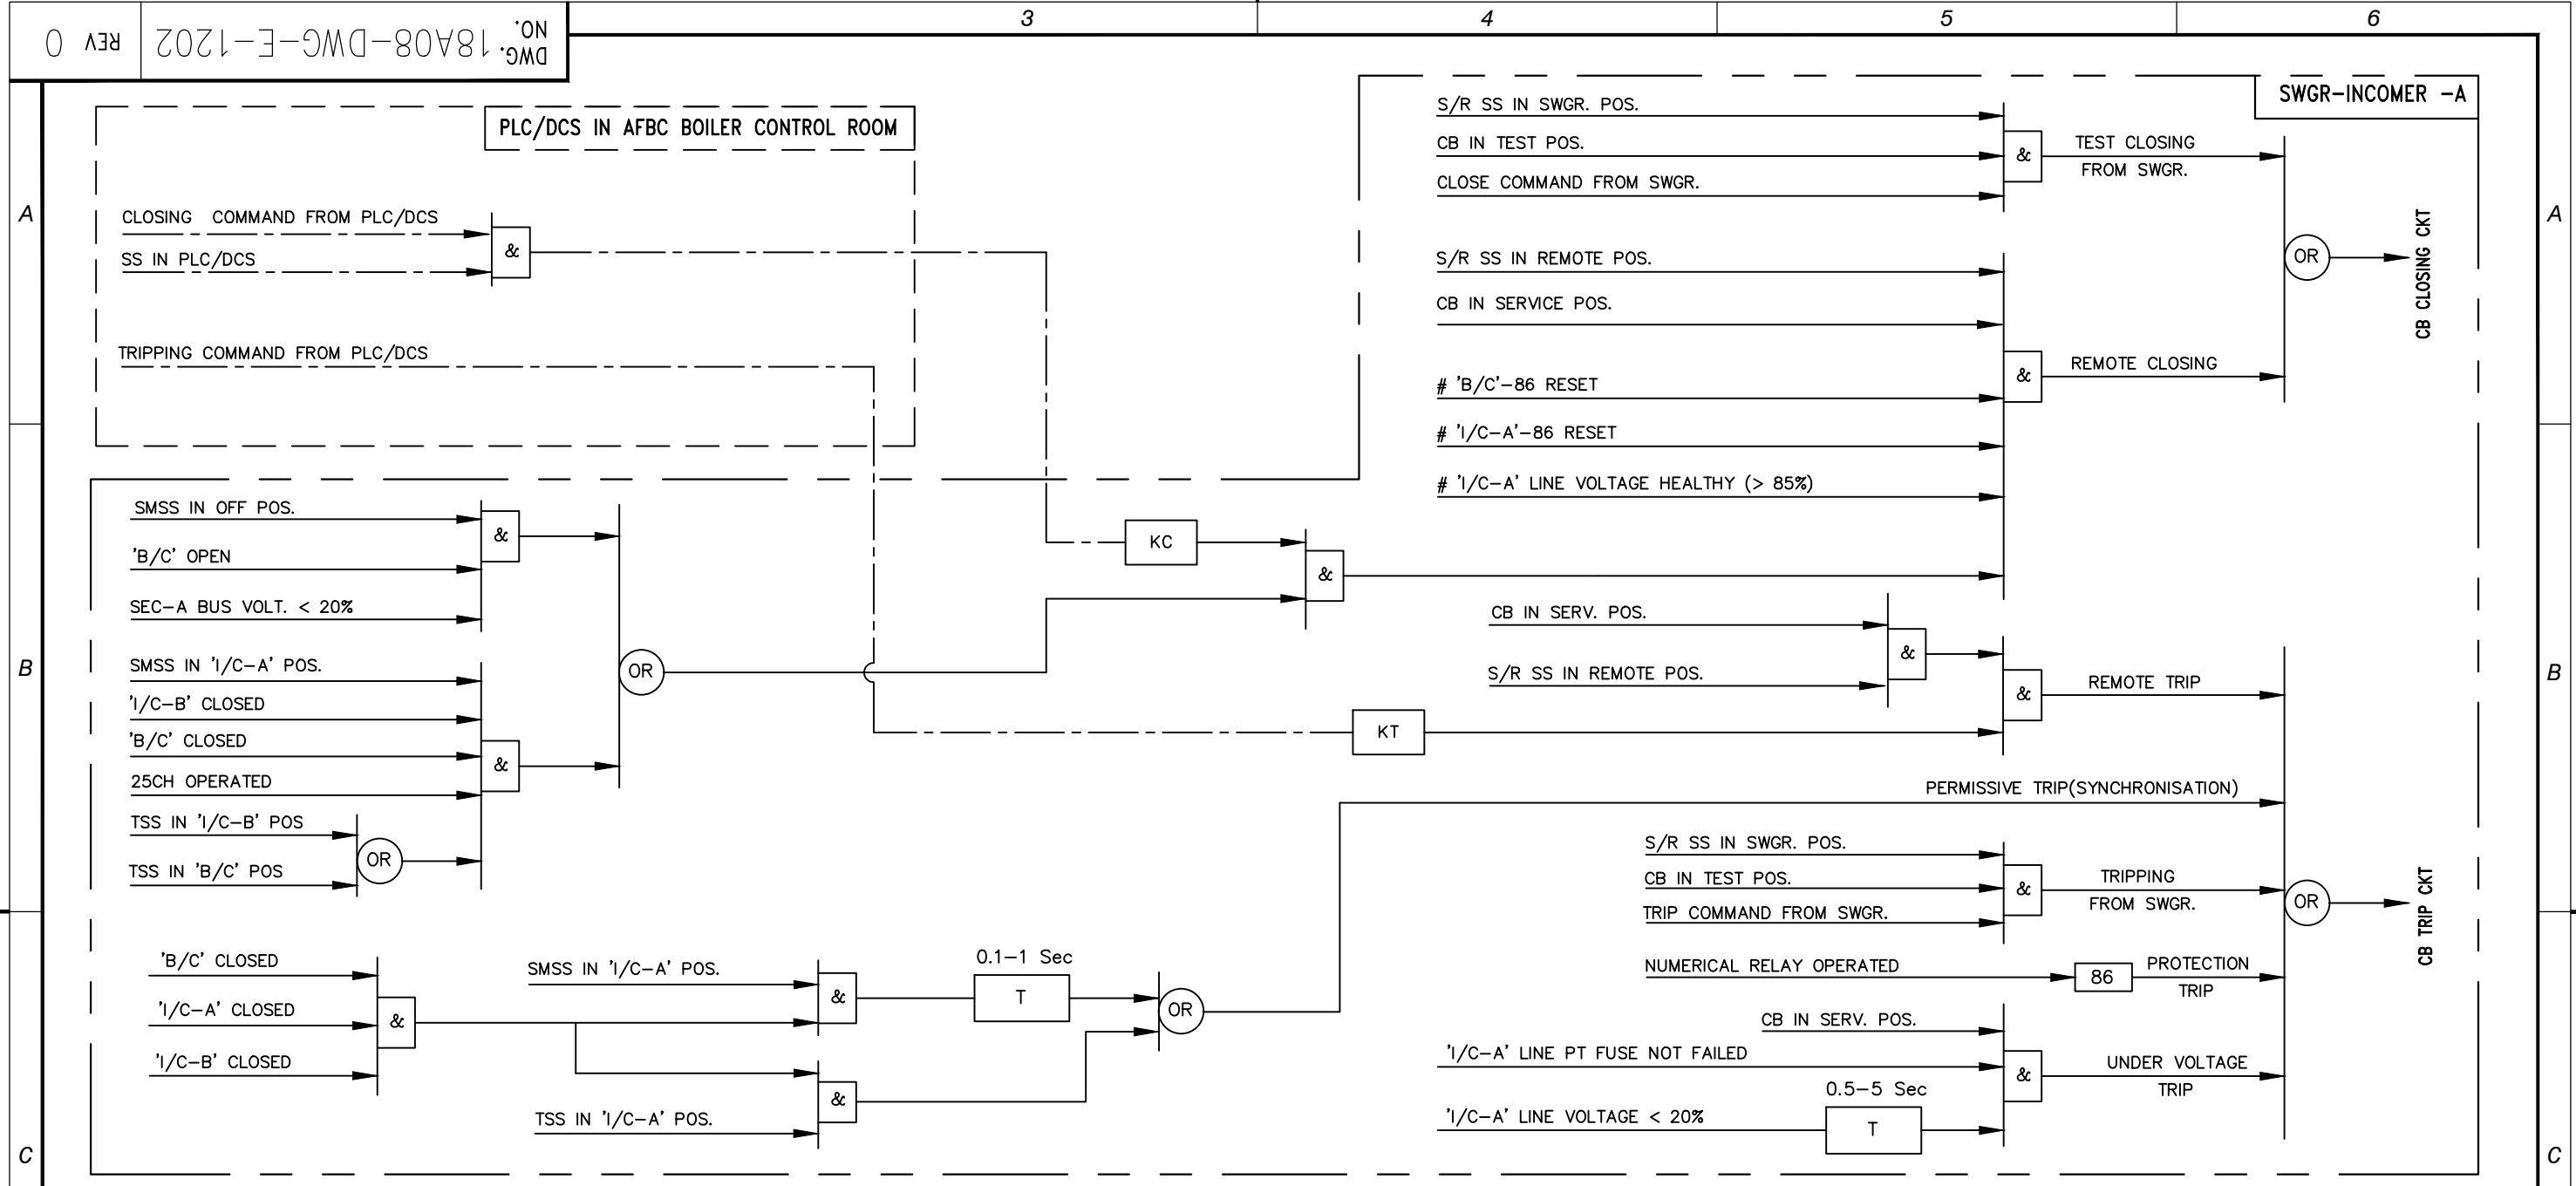 DWG.
NO. 18A08-DWG-E-1202
REV 0
3
4
5
6
A
B
C
A
B
C
PLC/DCS IN AFBC BOILER CONTROL ROOM
CLOSING COMMAND FROM PLC/DCS
&
SS IN PLC/DCS
TRIPPING COMMAND FROM PLC/DCS
SWGR-INCOMER -A
S/R SS IN SWGR. POS.
CB IN TEST POS.
CLOSE COMMAND FROM SWGR.
&
TEST CLOSING
FROM SWGR.
S/R SS IN REMOTE POS.
CB IN SERVICE POS.
# 'B/C'-86 RESET
# 'I/C-A'-86 RESET
# 'I/C-A' LINE VOLTAGE HEALTHY (> 85%)
&
REMOTE CLOSING
OR
CB CLOSING CKT
SMSS IN OFF POS.
'B/C' OPEN
SEC-A BUS VOLT. < 20%
&
SMSS IN 'I/C-A' POS.
'I/C-B' CLOSED
'B/C' CLOSED
25CH OPERATED
&
TSS IN 'I/C-B' POS
TSS IN 'B/C' POS
OR
OR
KC
&
KT
CB IN SERV. POS.
S/R SS IN REMOTE POS.
&
&
REMOTE TRIP
PERMISSIVE TRIP(SYNCHRONISATION)
S/R SS IN SWGR. POS.
CB IN TEST POS.
TRIP COMMAND FROM SWGR.
&
TRIPPING
FROM SWGR.
NUMERICAL RELAY OPERATED
86
PROTECTION
TRIP
CB IN SERV. POS.
'I/C-A' LINE PT FUSE NOT FAILED
'I/C-A' LINE VOLTAGE < 20%
0.5-5 Sec
T
&
UNDER VOLTAGE
TRIP
OR
CB TRIP CKT
'B/C' CLOSED
'I/C-A' CLOSED
'I/C-B' CLOSED
&
SMSS IN 'I/C-A' POS.
&
0.1-1 Sec
T
OR
TSS IN 'I/C-A' POS.
&